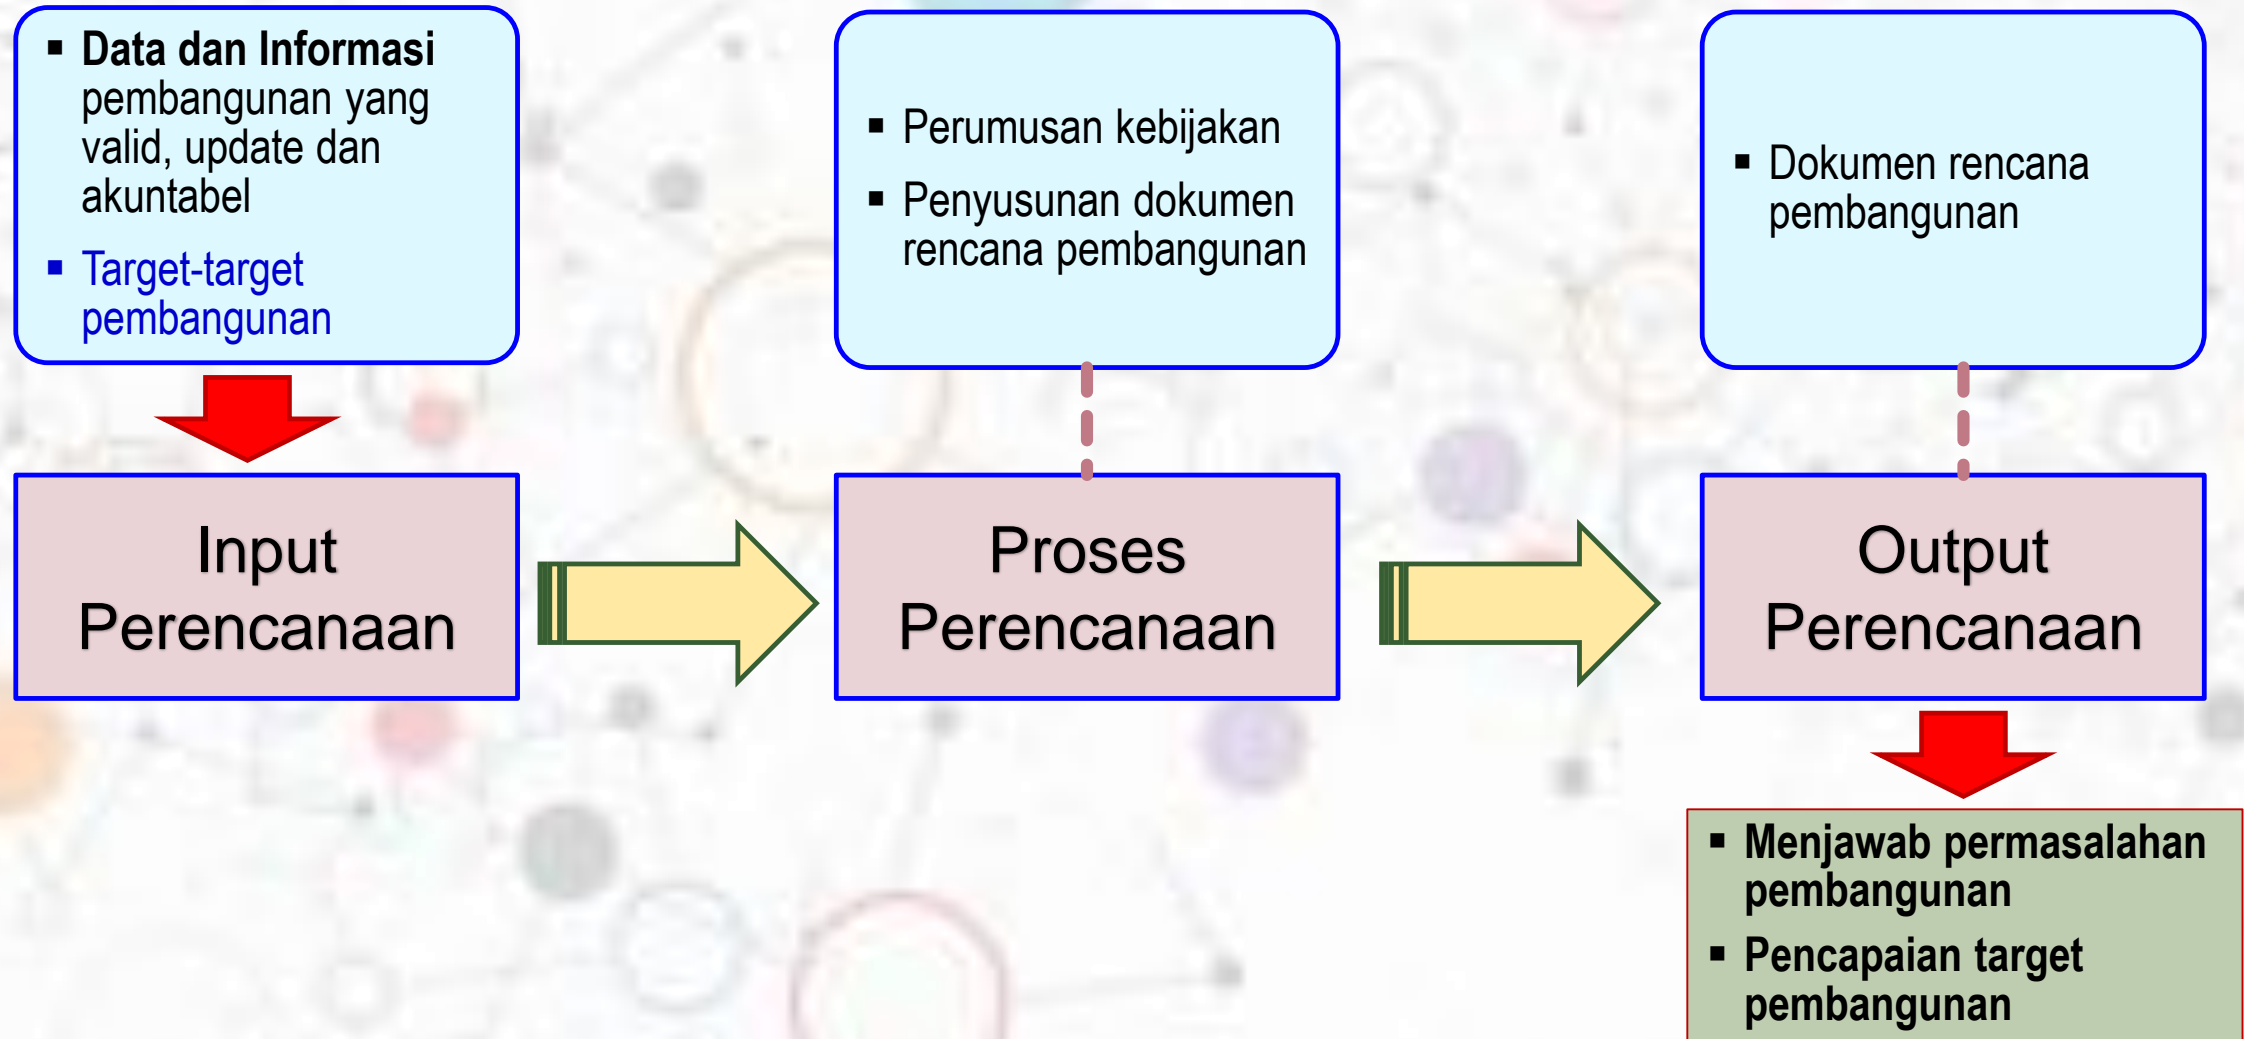 ▪ Data dan Informasi
pembangunan yang
valid, update dan
akuntabel
▪ Target-target
pembangunan
Input
Perencanaan
▪ Perumusan kebijakan
▪ Penyusunan dokumen
rencana pembangunan
Proses
Perencanaan
▪ Dokumen rencana
pembangunan
Output
Perencanaan
▪ Menjawab permasalahan
pembangunan
▪ Pencapaian target
pembangunan